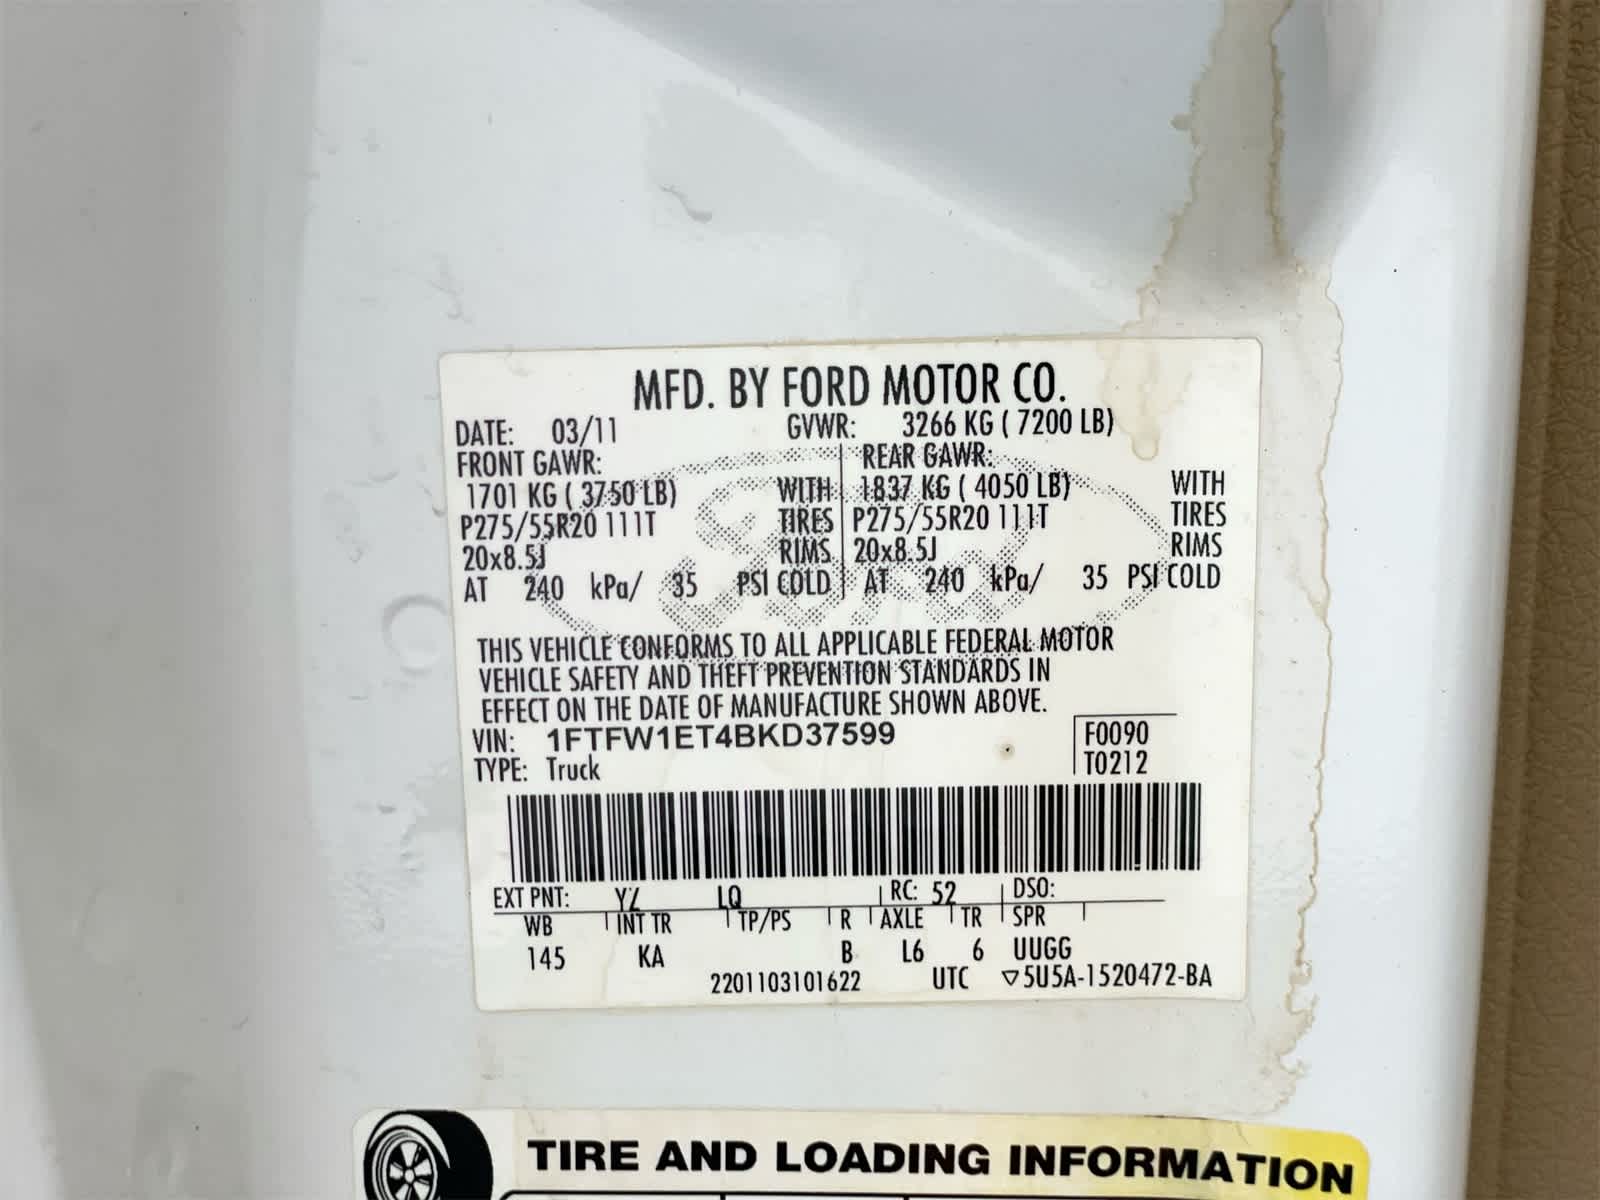 MFD. BY FORD MOTOR CO.
DATE: 03/11 GVWR: 3266 KG ( 7200 LB)
FRONT GAWR: REAR GAWR:
1701 KG ( 3750 LB) WITH 1837 KG ( 4050 LB) WITH
P275/55R20 111T TIRES P275/55R20 111T TIRES
20x8.5J RIMS 20x8.5J RIMS
AT 240 kPa/ 35 PSI COLD AT 240 kPa/ 35 PSI COLD
THIS VEHICLE CONFORMS TO ALL APPLICABLE FEDERAL MOTOR
VEHICLE SAFETY AND THEFT PREVENTION STANDARDS IN
EFFECT ON THE DATE OF MANUFACTURE SHOWN ABOVE.
VIN: 1FTFW1ET4BKD37599 F0090
TYPE: Truck T0212
EXT PNT: YZ LQ RC: 52 DSO:
WB INT TR TP/PS R AXLE TR SPR
145 KA B L6 6 UUGG
2201103101622 UTC ▽5U5A-1520472-BA
TIRE AND LOADING INFORMATION